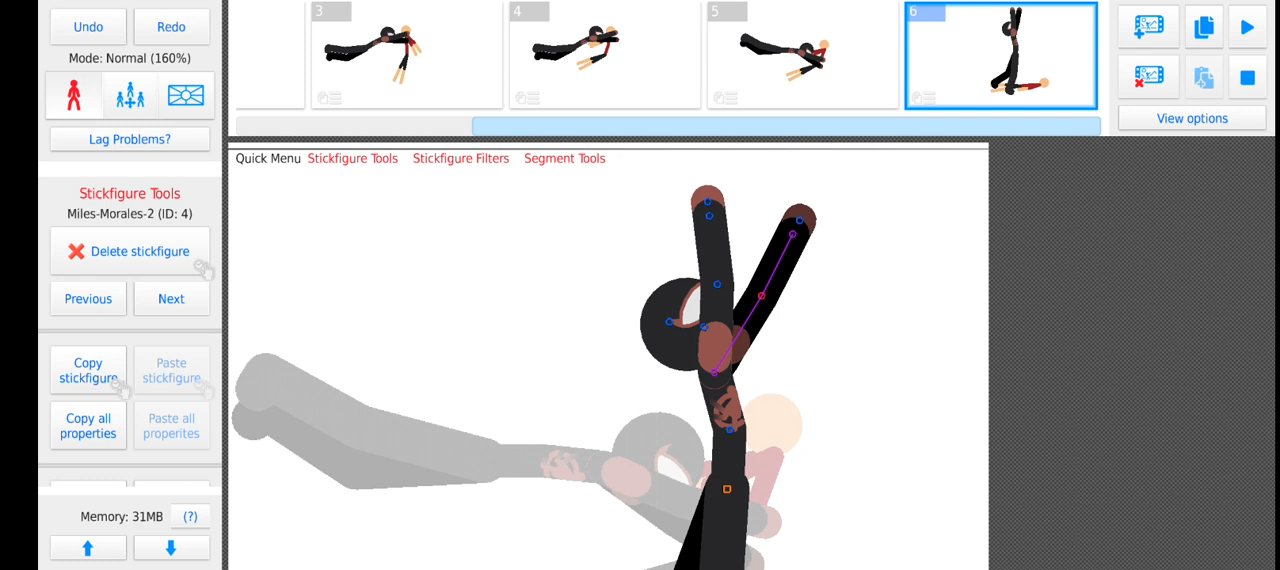 Undo
Redo
Mode: Normal (160%)
Lag Problems?
Stickfigure Tools
Miles-Morales-2 (ID: 4)
Delete stickfigure
Previous
Next
Copy
stickfigure
Paste
stickfigure
Copy all
properties
Paste all
properites
Memory: 31MB
(?)
3
4
5
6
View options
Quick Menu
Stickfigure Tools
Stickfigure Filters
Segment Tools